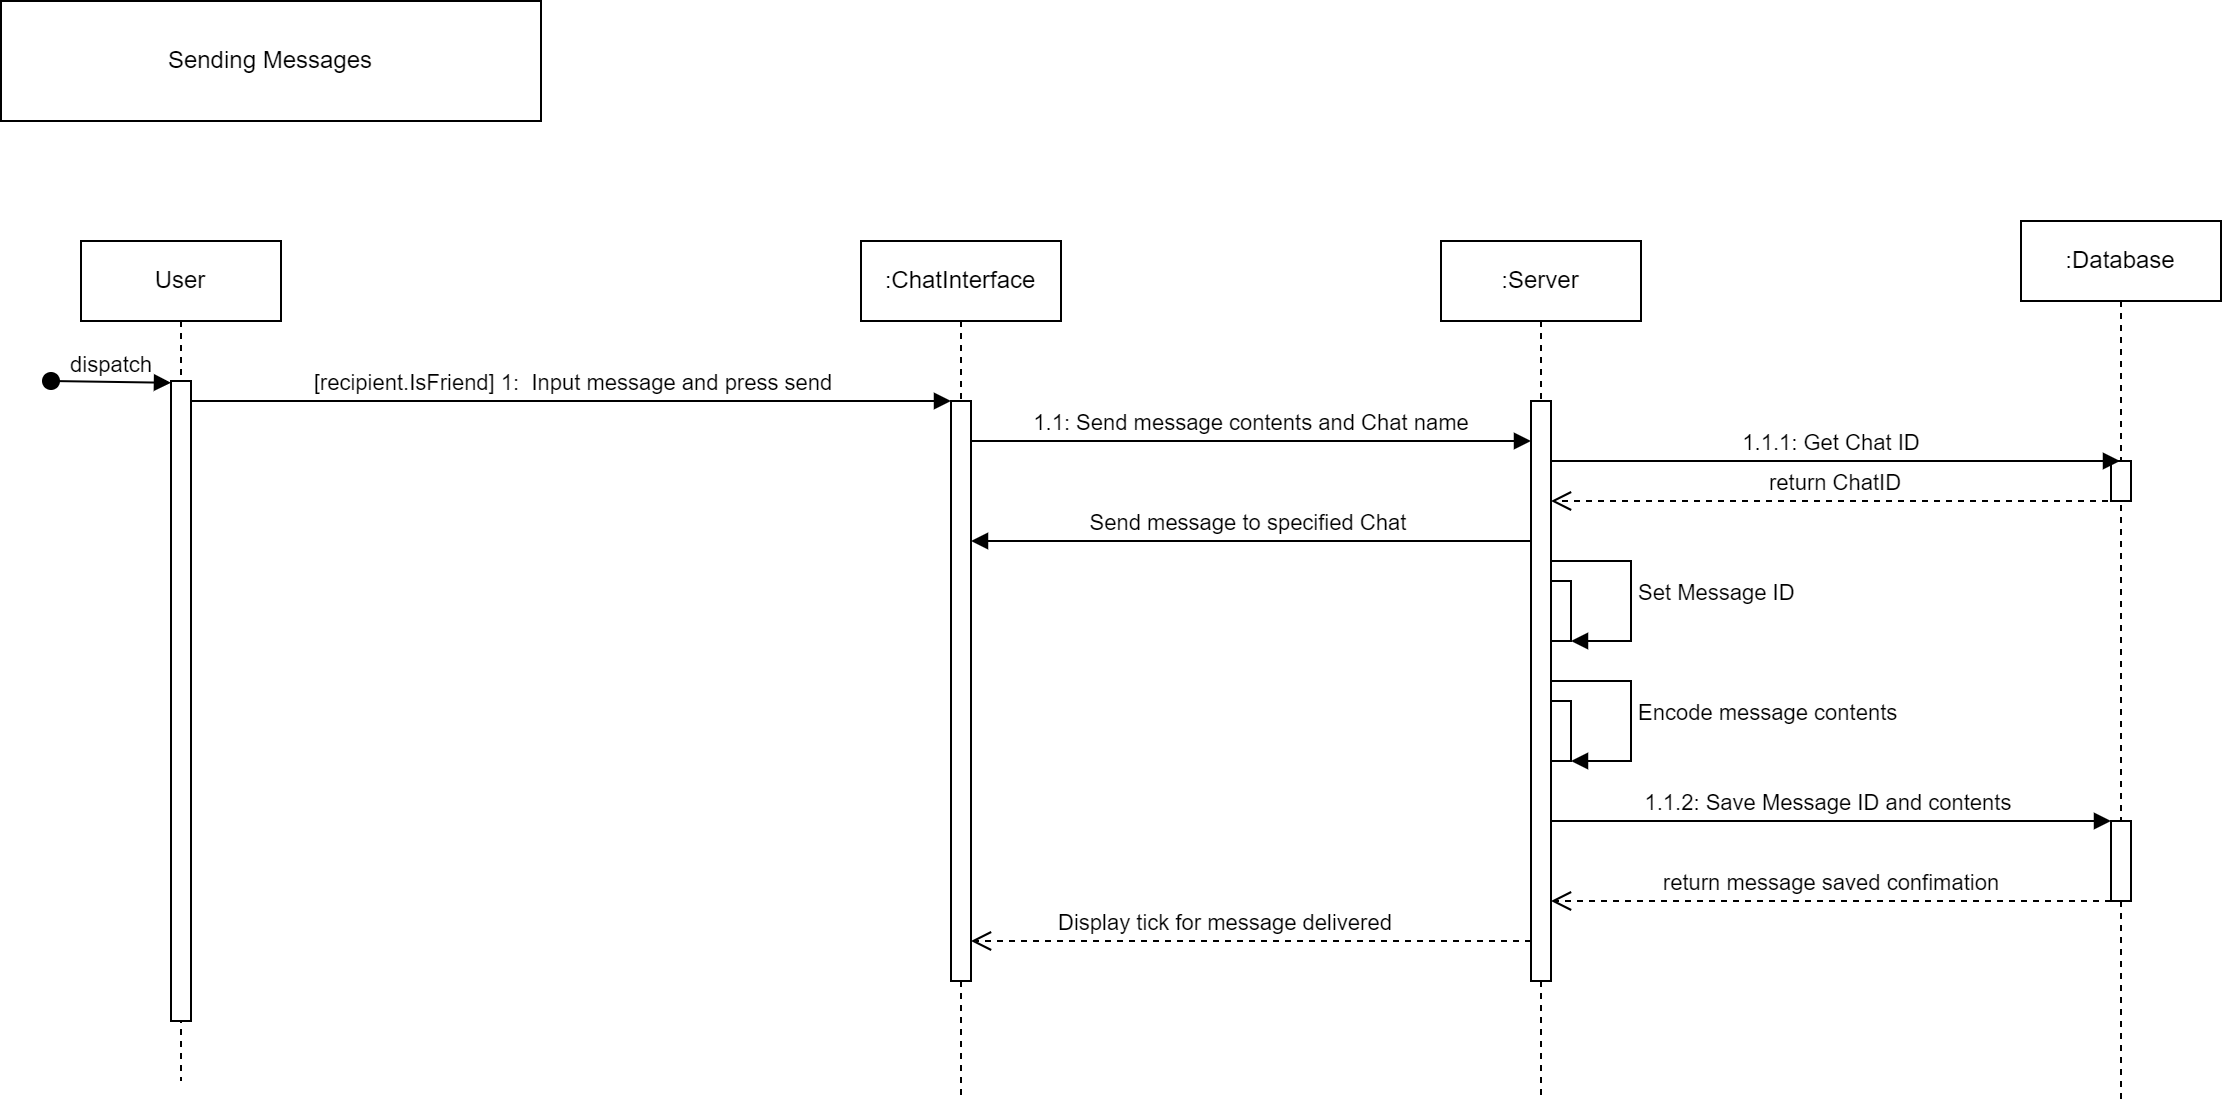 Sending Messages
User
:ChatInterface
:Server
:Database
dispatch
[recipient.IsFriend] 1:  Input message and press send
1.1: Send message contents and Chat name
1.1.1: Get Chat ID
return ChatID
Send message to specified Chat
Set Message ID
Encode message contents
1.1.2: Save Message ID and contents
return message saved confimation
Display tick for message delivered